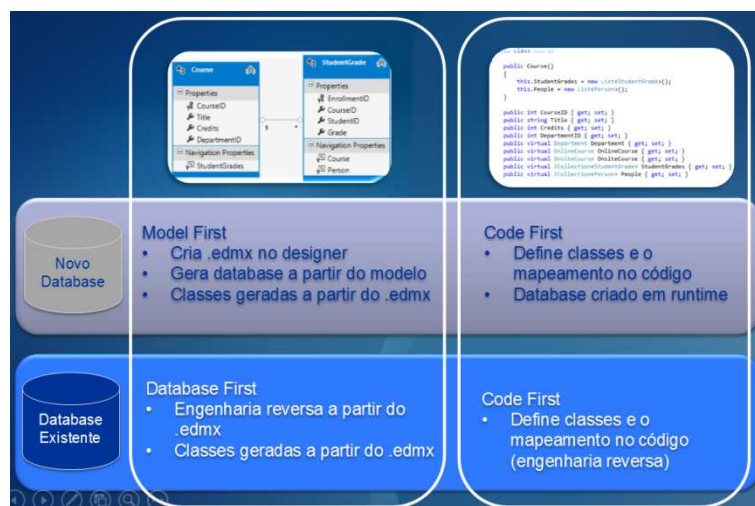 Course
Properties
CourseID
Title
Credits
DepartmentID
Navigation Properties
StudentGrades
1
*
StudentGrade
Properties
EnrollmentID
CourseID
StudentID
Grade
Navigation Properties
Course
Person
public Course()
{
this.StudentGrades = new List<StudentGrade>();
this.People = new List<Person>();
}
public int CourseID { get; set; }
public string Title { get; set; }
public int Credits { get; set; }
public int DepartmentID { get; set; }
public virtual Department Department { get; set; }
public virtual OnlineCourse OnlineCourse { get; set; }
public virtual OnsiteCourse OnsiteCourse { get; set; }
public virtual ICollection<StudentGrade> StudentGrades { get; set; }
public virtual ICollection<Person> People { get; set; }
Novo
Database
Model First
• Cria .edmx no designer
• Gera database a partir do modelo
• Classes geradas a partir do .edmx
Code First
• Define classes e o
mapeamento no código
• Database criado em runtime
Database
Existente
Database First
• Engenharia reversa a partir do
.edmx
• Classes geradas a partir do .edmx
Code First
• Define classes e o
mapeamento no código
(engenharia reversa)